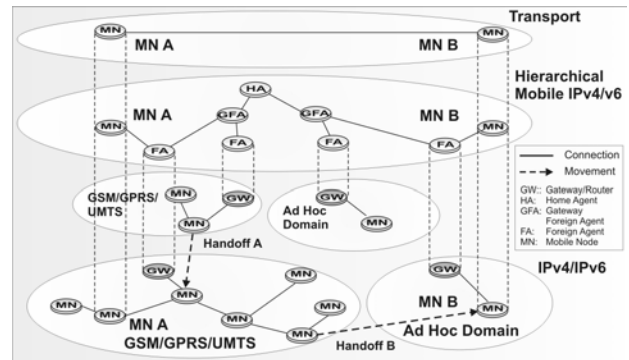 Transport
MN
MN
MN A
MN B
Hierarchical
Mobile IPv4/v6
HA
MN A
GFA
GFA
MN B
MN
MN
FA
FA
FA
FA
Connection
Movement
GW:: Gateway/Router
HA: Home Agent
GFA: Gateway
Foreign Agent
FA: Foreign Agent
MN: Mobile Node
GSM/GPRS/
UMTS
MN
GW
MN
GW
Ad Hoc
Domain
MN
Handoff A
IPv4/IPv6
GW
MN
MN
GW
MN
MN
MN B
MN
MN A
MN
MN
MN
Ad Hoc Domain
GSM/GPRS/UMTS
Handoff B